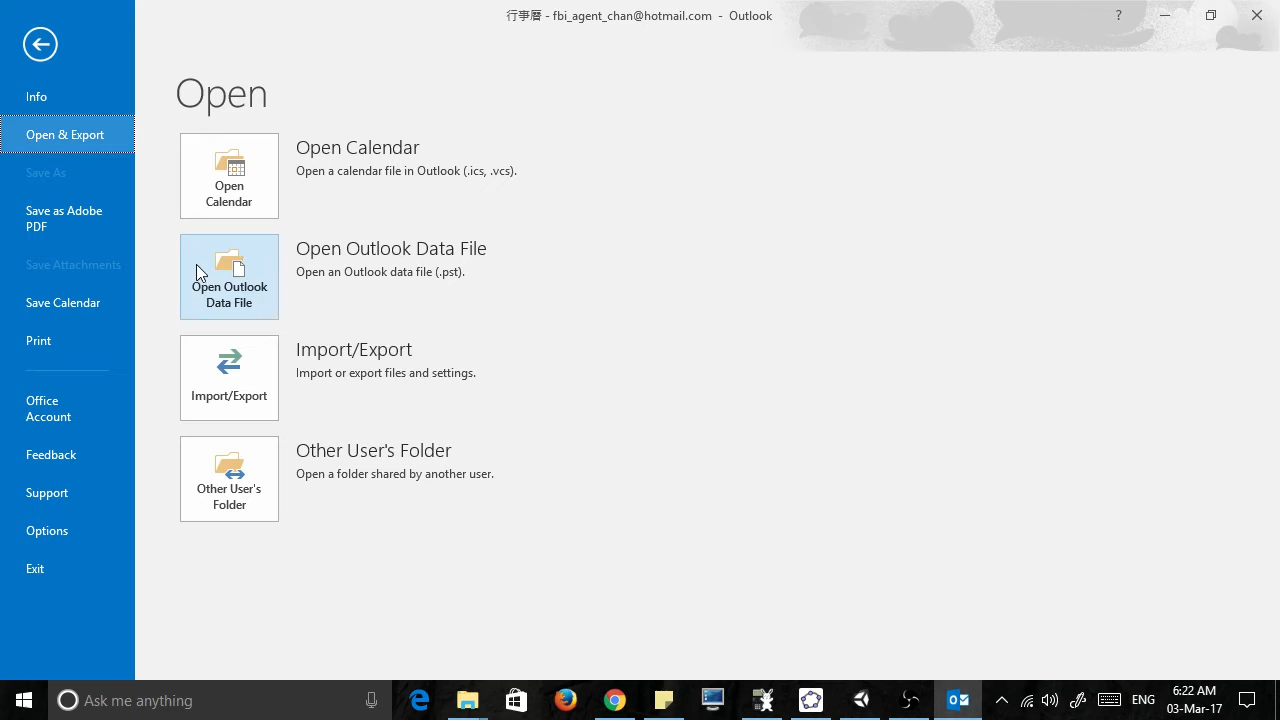 行事曆 - fbi_agent_chan@hotmail.com - Outlook
?
Info
Open & Export
Save As
Save as Adobe
PDF
Save Attachments
Save Calendar
Print
Office
Account
Feedback
Support
Options
Exit
Open
Open
Calendar
Open Calendar
Open a calendar file in Outlook (.ics, .vcs).
Open Outlook
Data File
Open Outlook Data File
Open an Outlook data file (.pst).
Import/Export
Import/Export
Import or export files and settings.
Other User's
Folder
Other User's Folder
Open a folder shared by another user.
Ask me anything
ENG
6:22 AM
03-Mar-17